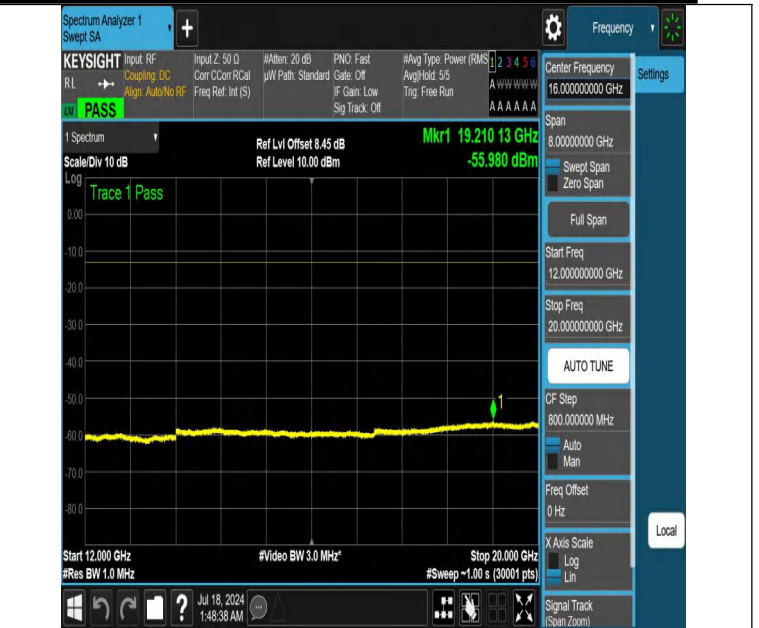 Spectrum Analyzer 1
Swept SA
+
Frequency
KEYSIGHT
RL
PASS
Input: RF
Coupling: DC
Align: Auto/No RF
Input Z: 50 Ω
Corr CCorr RCal
Freq Ref: Int (S)
#Atten: 20 dB
µW Path: Standard
PNO: Fast
Gate: Off
IF Gain: Low
Sig Track: Off
#Avg Type: Power (RMS
Avg|Hold: 5/5
Trig: Free Run
1 2 3 4 5 6
A W W W W W
A A A A A A
1 Spectrum
Scale/Div 10 dB
Ref Lvl Offset 8.45 dB
Ref Level 10.00 dBm
Mkr1 19.210 13 GHz
-55.980 dBm
Log
Trace 1 Pass
0.00
-10.0
-20.0
-30.0
-40.0
-50.0
-60.0
-70.0
-80.0
1
Start 12.000 GHz
#Res BW 1.0 MHz
#Video BW 3.0 MHz*
Stop 20.000 GHz
#Sweep ~1.00 s (30001 pts)
?
Jul 18, 2024
1:48:38 AM
Center Frequency
16.000000000 GHz
Span
8.00000000 GHz
Swept Span
Zero Span
Full Span
Start Freq
12.000000000 GHz
Stop Freq
20.000000000 GHz
AUTO TUNE
CF Step
800.000000 MHz
Auto
Man
Freq Offset
0 Hz
X Axis Scale
Log
Lin
Signal Track
(Span Zoom)
Settings
Local